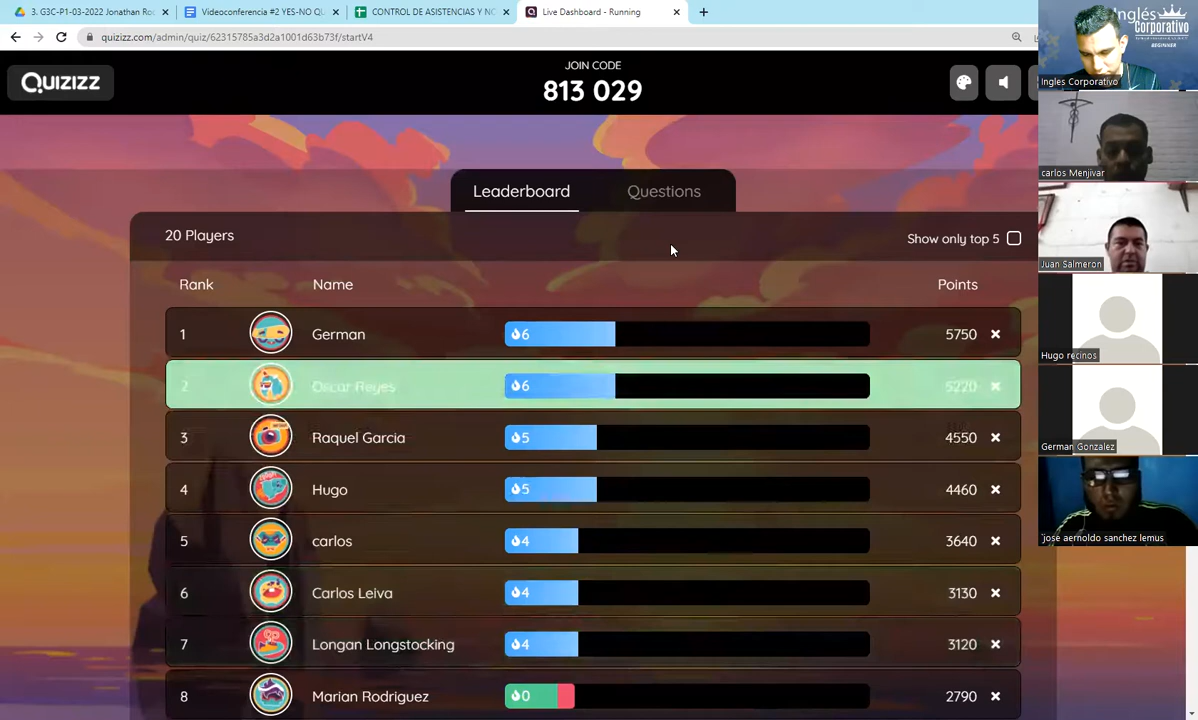 3. G3C-P1-03-2022 Jonathan Ro
Videoconferencia #2 YES-NO QU
CONTROL DE ASISTENCIAS Y NO
Live Dashboard - Running
quizizz.com/admin/quiz/62315785a3d2a1001d63b73f/startV4
Quizizz
JOIN CODE
813 029
Leaderboard
Questions
20 Players
Show only top 5
Rank
Name
Points
1 German 6 5750
2 Oscar Reyes 6 5220
3 Raquel Garcia 5 4550
4 Hugo 5 4460
5 carlos 4 3640
6 Carlos Leiva 4 3130
7 Longan Longstocking 4 3120
8 Marian Rodriguez 0 2790
Inglés
Corporativo
BEGINNER
Ingles Corporativo
carlos Menjivar
Juan Salmeron
Hugo recinos
German Gonzalez
`jose aernoldo sanchez lemus